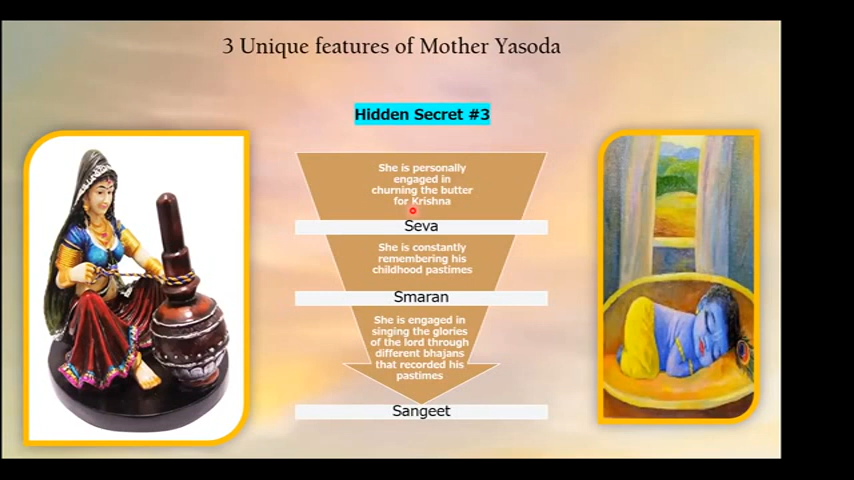 3 Unique features of Mother Yasoda
Hidden Secret #3
She is personally
engaged in
churning the butter
for Krishna
Seva
She is constantly
remembering his
childhood pastimes
Smaran
She is engaged in
singing the glories
of the lord through
different bhajans
that recorded his
pastimes
Sangeet